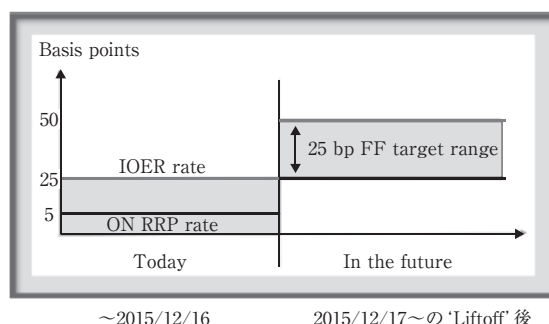 Basis points
50
25 bp FF target range
IOER rate
25
5
ON RRP rate
Today In the future
~2015/12/16 2015/12/17~の ‘Liftoff’ 後